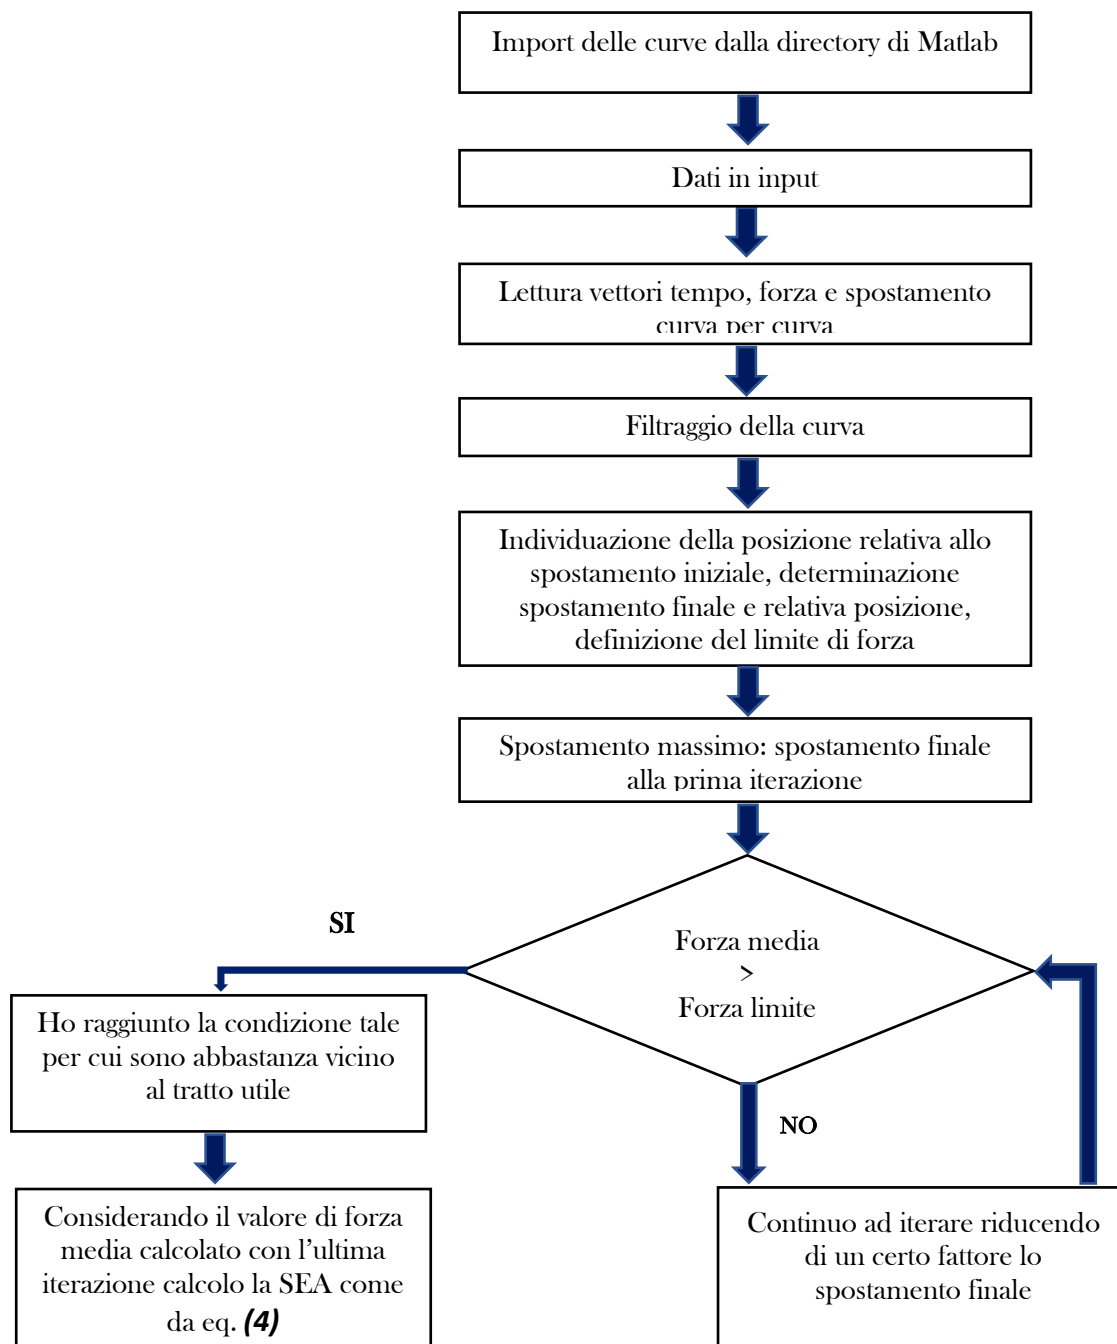 Import delle curve dalla directory di Matlab
Dati in input
Lettura vettori tempo, forza e spostamento
curva per curva
Filtraggio della curva
Individuazione della posizione relativa allo
spostamento iniziale, determinazione
spostamento finale e relativa posizione,
definizione del limite di forza
Spostamento massimo: spostamento finale
alla prima iterazione
SI
Forza media
>
Forza limite
Ho raggiunto la condizione tale
per cui sono abbastanza vicino
al tratto utile
NO
Considerando il valore di forza
media calcolato con l'ultima
iterazione calcolo la SEA come
da eq. (4)
Continuo ad iterare riducendo
di un certo fattore lo
spostamento finale